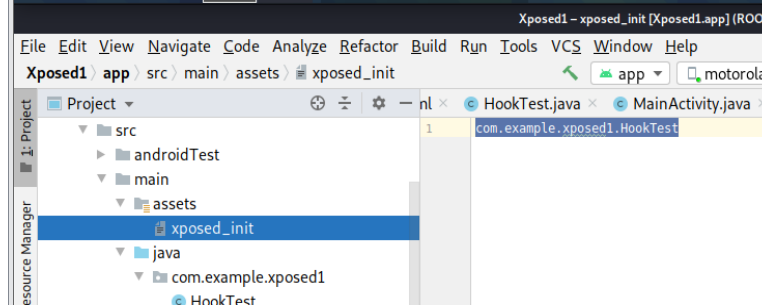 Xposed1 – xposed_init [Xposed1.app] (ROO
File Edit View Navigate Code Analyze Refactor Build Run Tools VCS Window Help
Xposed1 app src main assets xposed_init app motorola
1: Project
Resource Manager
Project
nl HookTest.java MainActivity.java
src
androidTest
main
assets
xposed_init
java
com.example.xposed1
HookTest
1 com.example.xposed1.HookTest